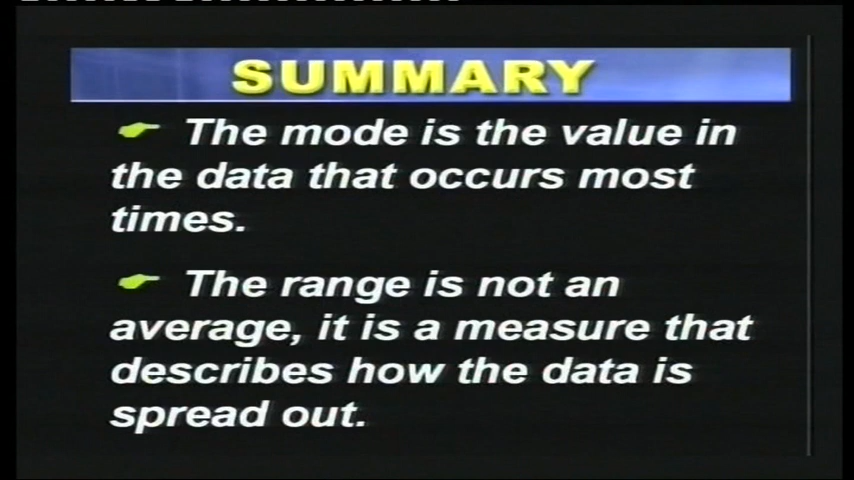 SUMMARY
The mode is the value in
the data that occurs most
times.
The range is not an
average, it is a measure that
describes how the data is
spread out.